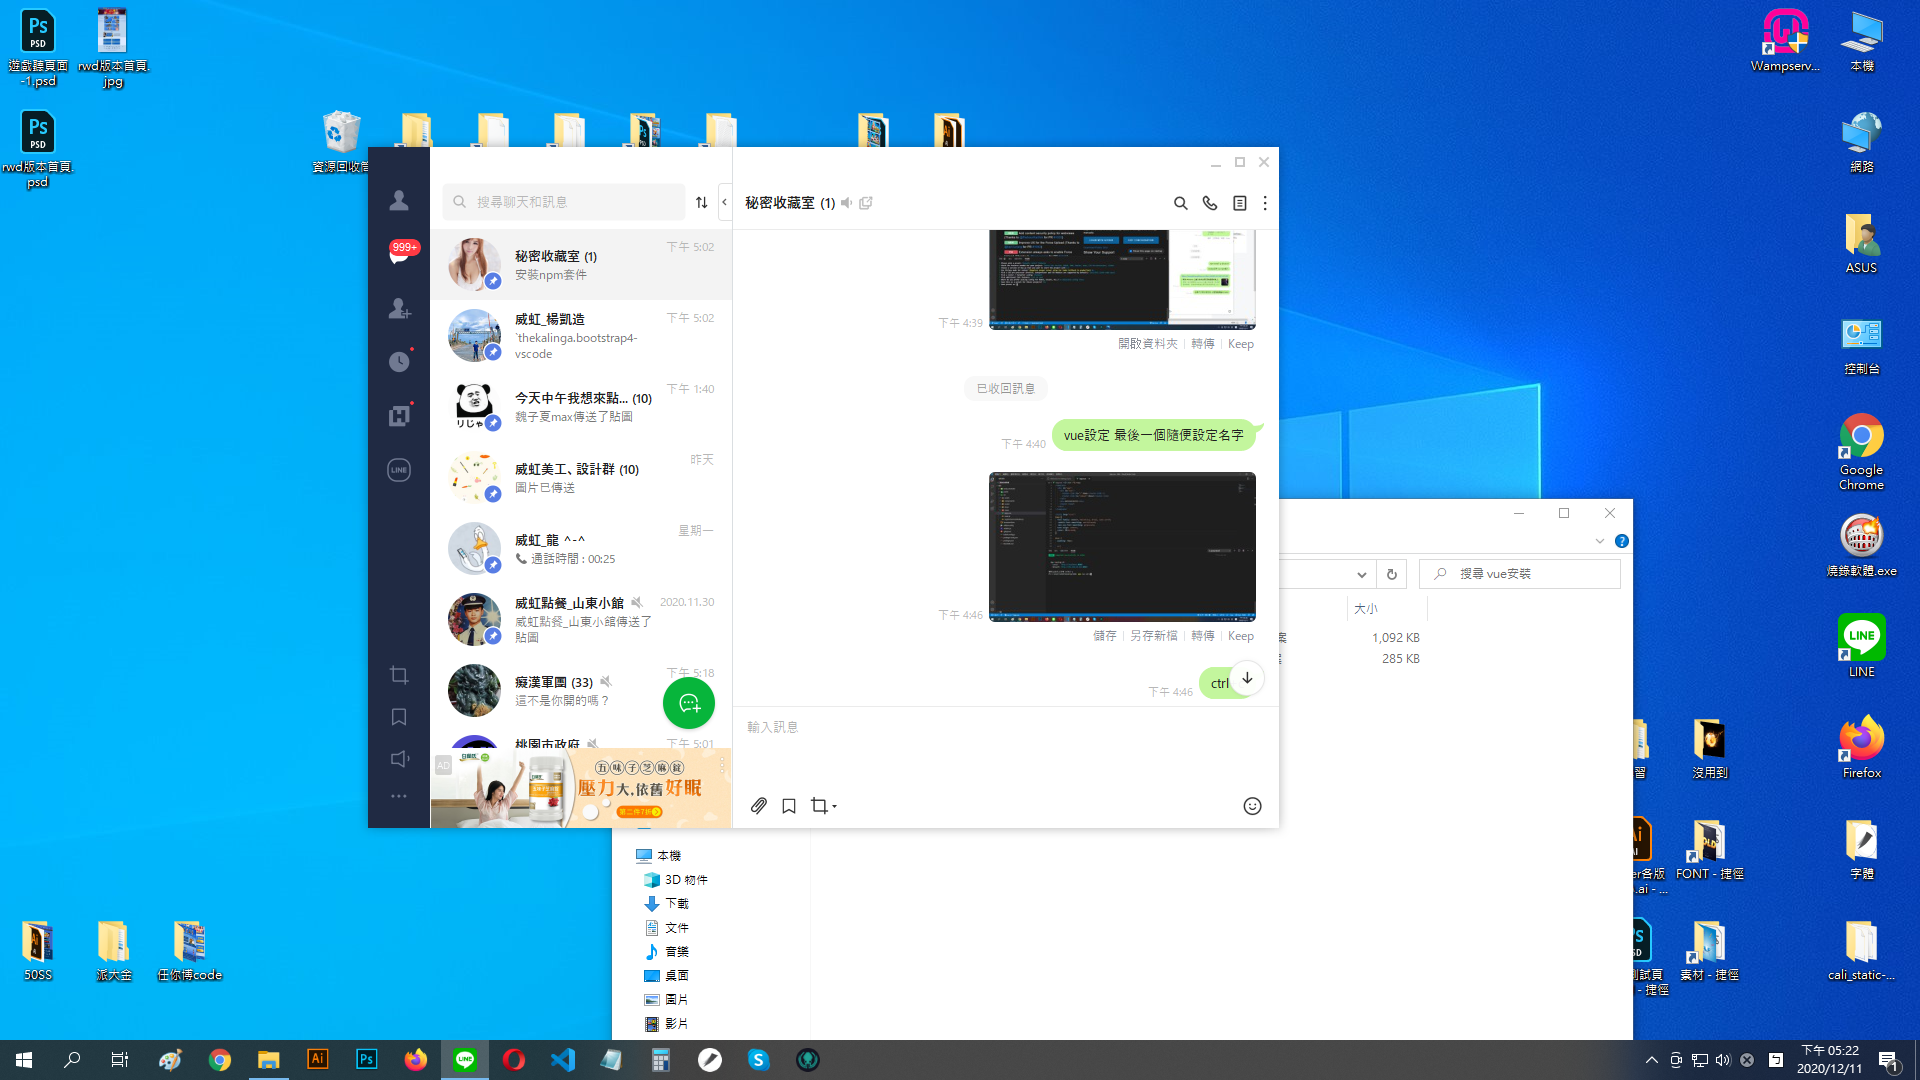 遊戲聽頁面
-1.psd
rwd版本首頁.
jpg
rwd版本首頁.
psd
資源回收筒
Wampserv...
本機
網路
ASUS
控制台
Google
Chrome
燒錄軟體.exe
LINE
Firefox
字體
cali_static-...
沒用到
FONT - 捷徑
素材 - 捷徑
50SS
派大金
任你博code
999+
搜尋聊天和訊息
秘密收藏室 (1)
下午 5:02
安裝npm套件
威虹_楊凱造
下午 5:02
`thekalinga.bootstrap4-
vscode
今天中午我想來點... (10)
下午 1:40
魏子夏max傳送了貼圖
威虹美工、設計群 (10)
昨天
圖片已傳送
威虹_龍 ^-^
星期一
通話時間 : 00:25
威虹點餐_山東小館
2020.11.30
威虹點餐_山東小館傳送了
貼圖
癡漢軍團 (33)
下午 5:18
這不是你開的嗎？
桃園市政府
下午 5:01
AD
五味子芝麻錠
壓力大,依舊好眠
第二件7折
秘密收藏室 (1)
下午 4:39
開啟資料夾
轉傳
Keep
已收回訊息
下午 4:40
vue設定 最後一個隨便設定名字
下午 4:46
儲存
另存新檔
轉傳
Keep
下午 4:46
ctrl
輸入訊息
搜尋 vue安裝
大小
1,092 KB
285 KB
本機
3D 物件
下載
文件
音樂
桌面
圖片
影片
下午 05:22
2020/12/11
1